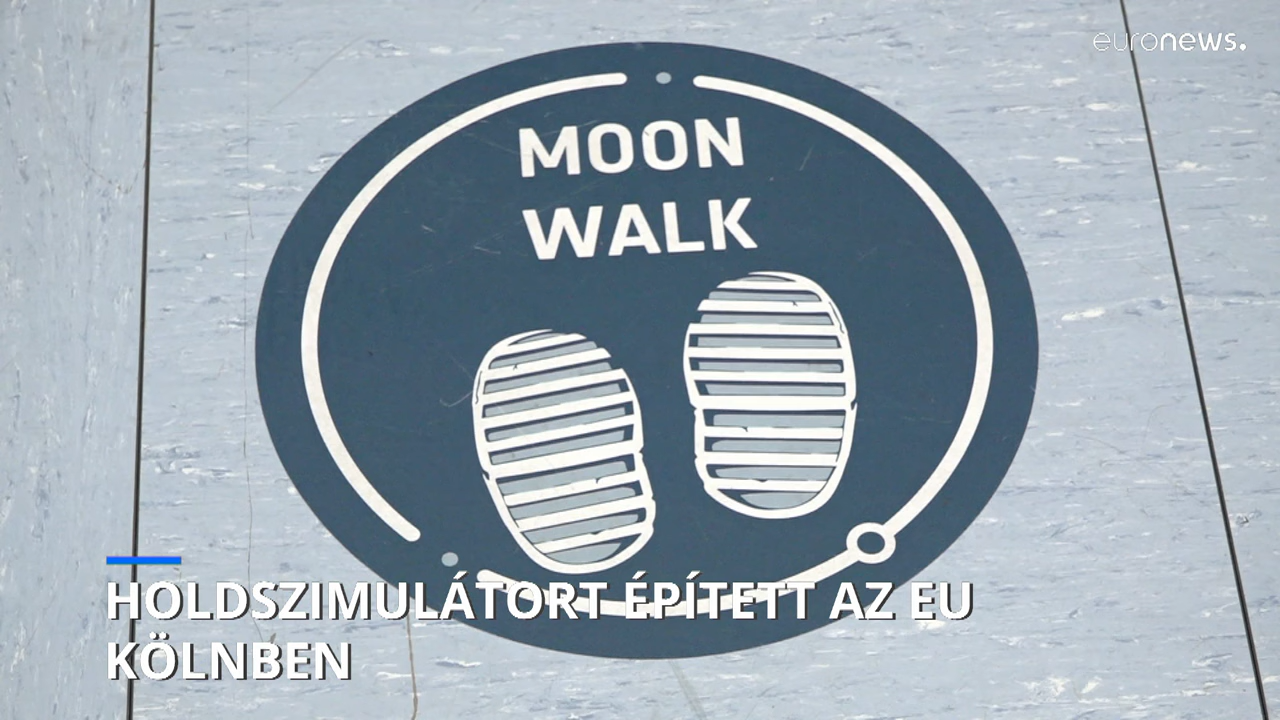 euronews.
MOON
WALK
HOLDSZIMULÁTORT ÉPÍTETT AZ EU
KÖLNBEN